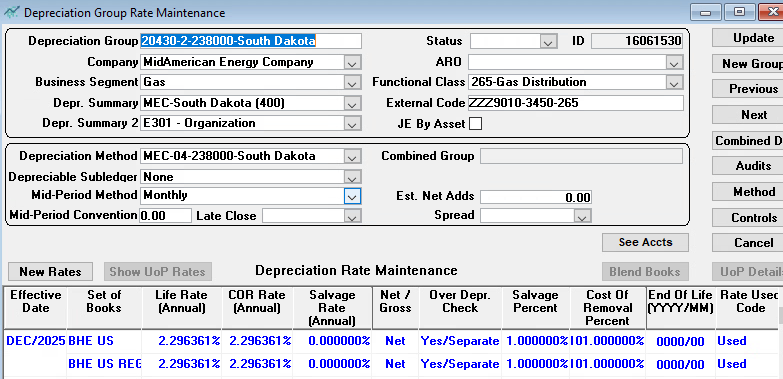 Depreciation Group Rate Maintenance
Depreciation Group 20430-2-238000-South Dakota Status ID 16061530 Update
Company MidAmerican Energy Company ARO New Group
Business Segment Gas Functional Class 265-Gas Distribution Previous
Depr. Summary MEC-South Dakota (400) External Code ZZZ9010-3450-265 Next
Depr. Summary 2 E301 - Organization JE By Asset Combined D
Depreciation Method MEC-04-238000-South Dakota Combined Group Audits
Depreciable Subledger None Method
Mid-Period Method Monthly Est. Net Adds 0.00
Mid-Period Convention 0.00 Late Close Spread Controls
See Accts Cancel
New Rates Show UoP Rates Depreciation Rate Maintenance Blend Books UoP Detail
Effective Date Set of Books Life Rate (Annual) COR Rate (Annual) Salvage Rate (Annual) Net / Gross Over Depr. Check Salvage Percent Cost Of Removal Percent End Of Life (YYYY/MM) Rate Used Code
DEC/2025 BHE US 2.296361% 2.296361% 0.000000% Net Yes/Separate 1.000000% 101.000000% 0000/00 Used
BHE US REG 2.296361% 2.296361% 0.000000% Net Yes/Separate 1.000000% 101.000000% 0000/00 Used